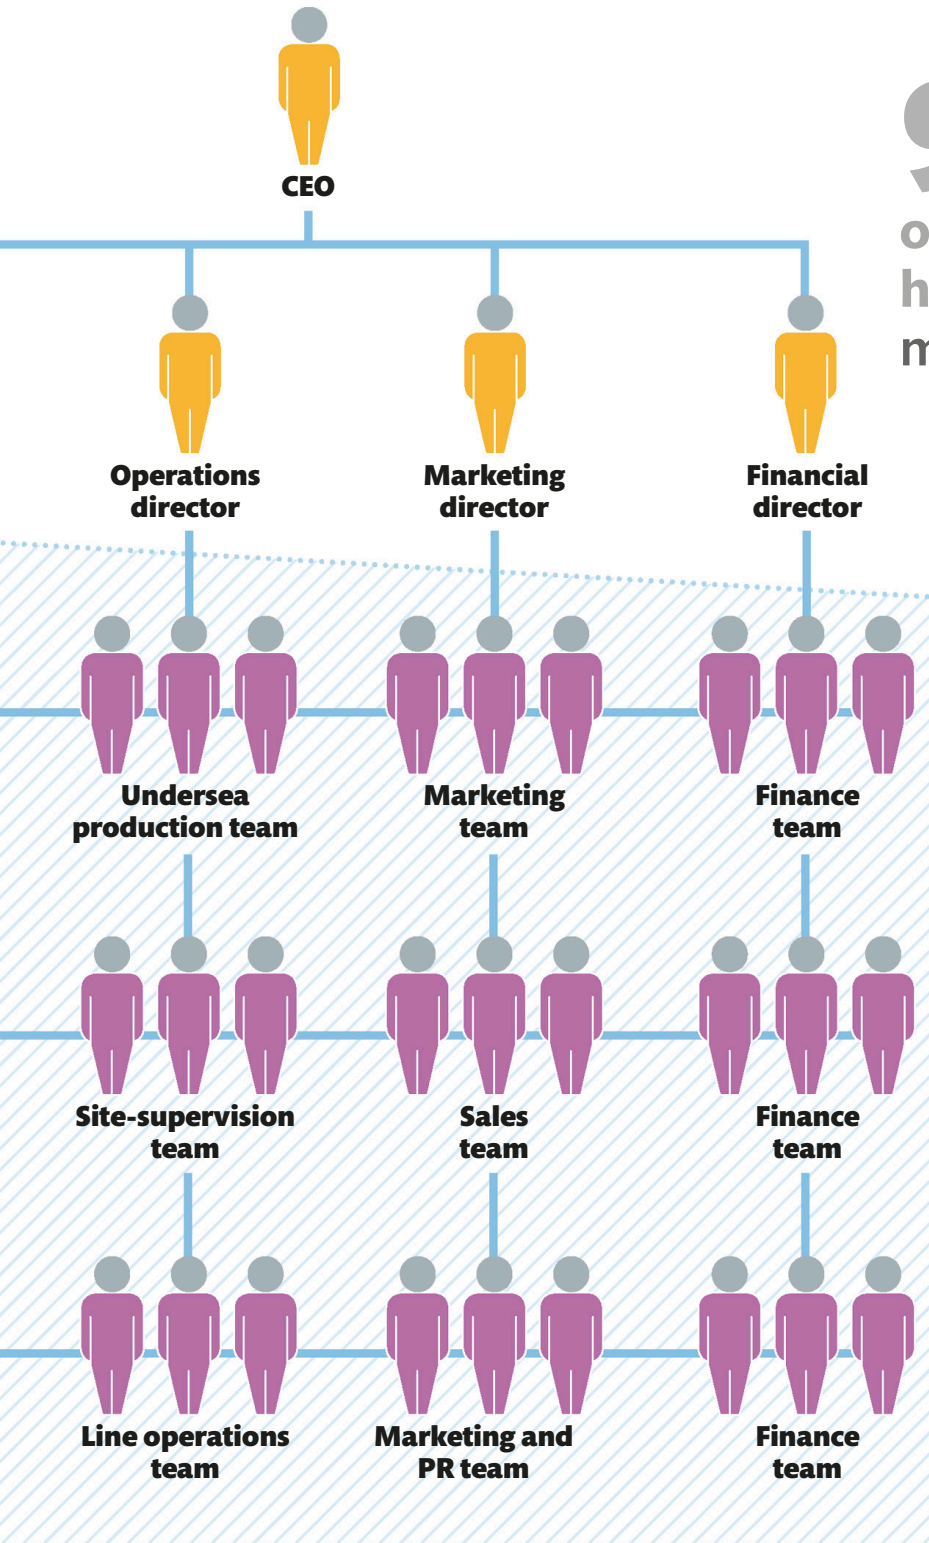 CEO
Operations
director
Marketing
director
Financial
director
Undersea
production team
Marketing
team
Finance
team
Site-supervision
team
Sales
team
Finance
team
Line operations
team
Marketing and
PR team
Finance
team